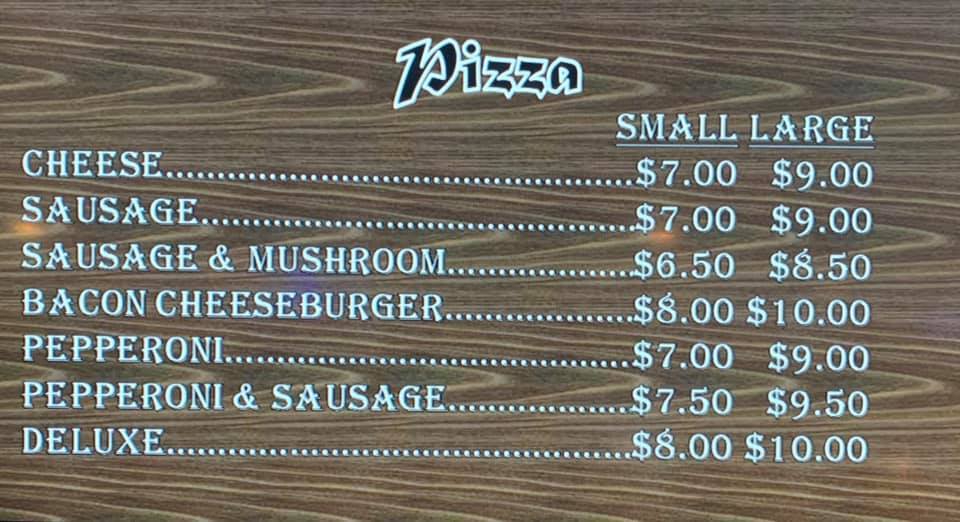 Pizza
SMALL LARGE
CHEESE..................................................$7.00 $9.00
SAUSAGE..............................................$7.00 $9.00
SAUSAGE & MUSHROOM....................$6.50 $8.50
BACON CHEESEBURGER....................$8.00 $10.00
PEPPERONI...........................................$7.00 $9.00
PEPPERONI & SAUSAGE....................$7.50 $9.50
DELUXE..................................................$8.00 $10.00